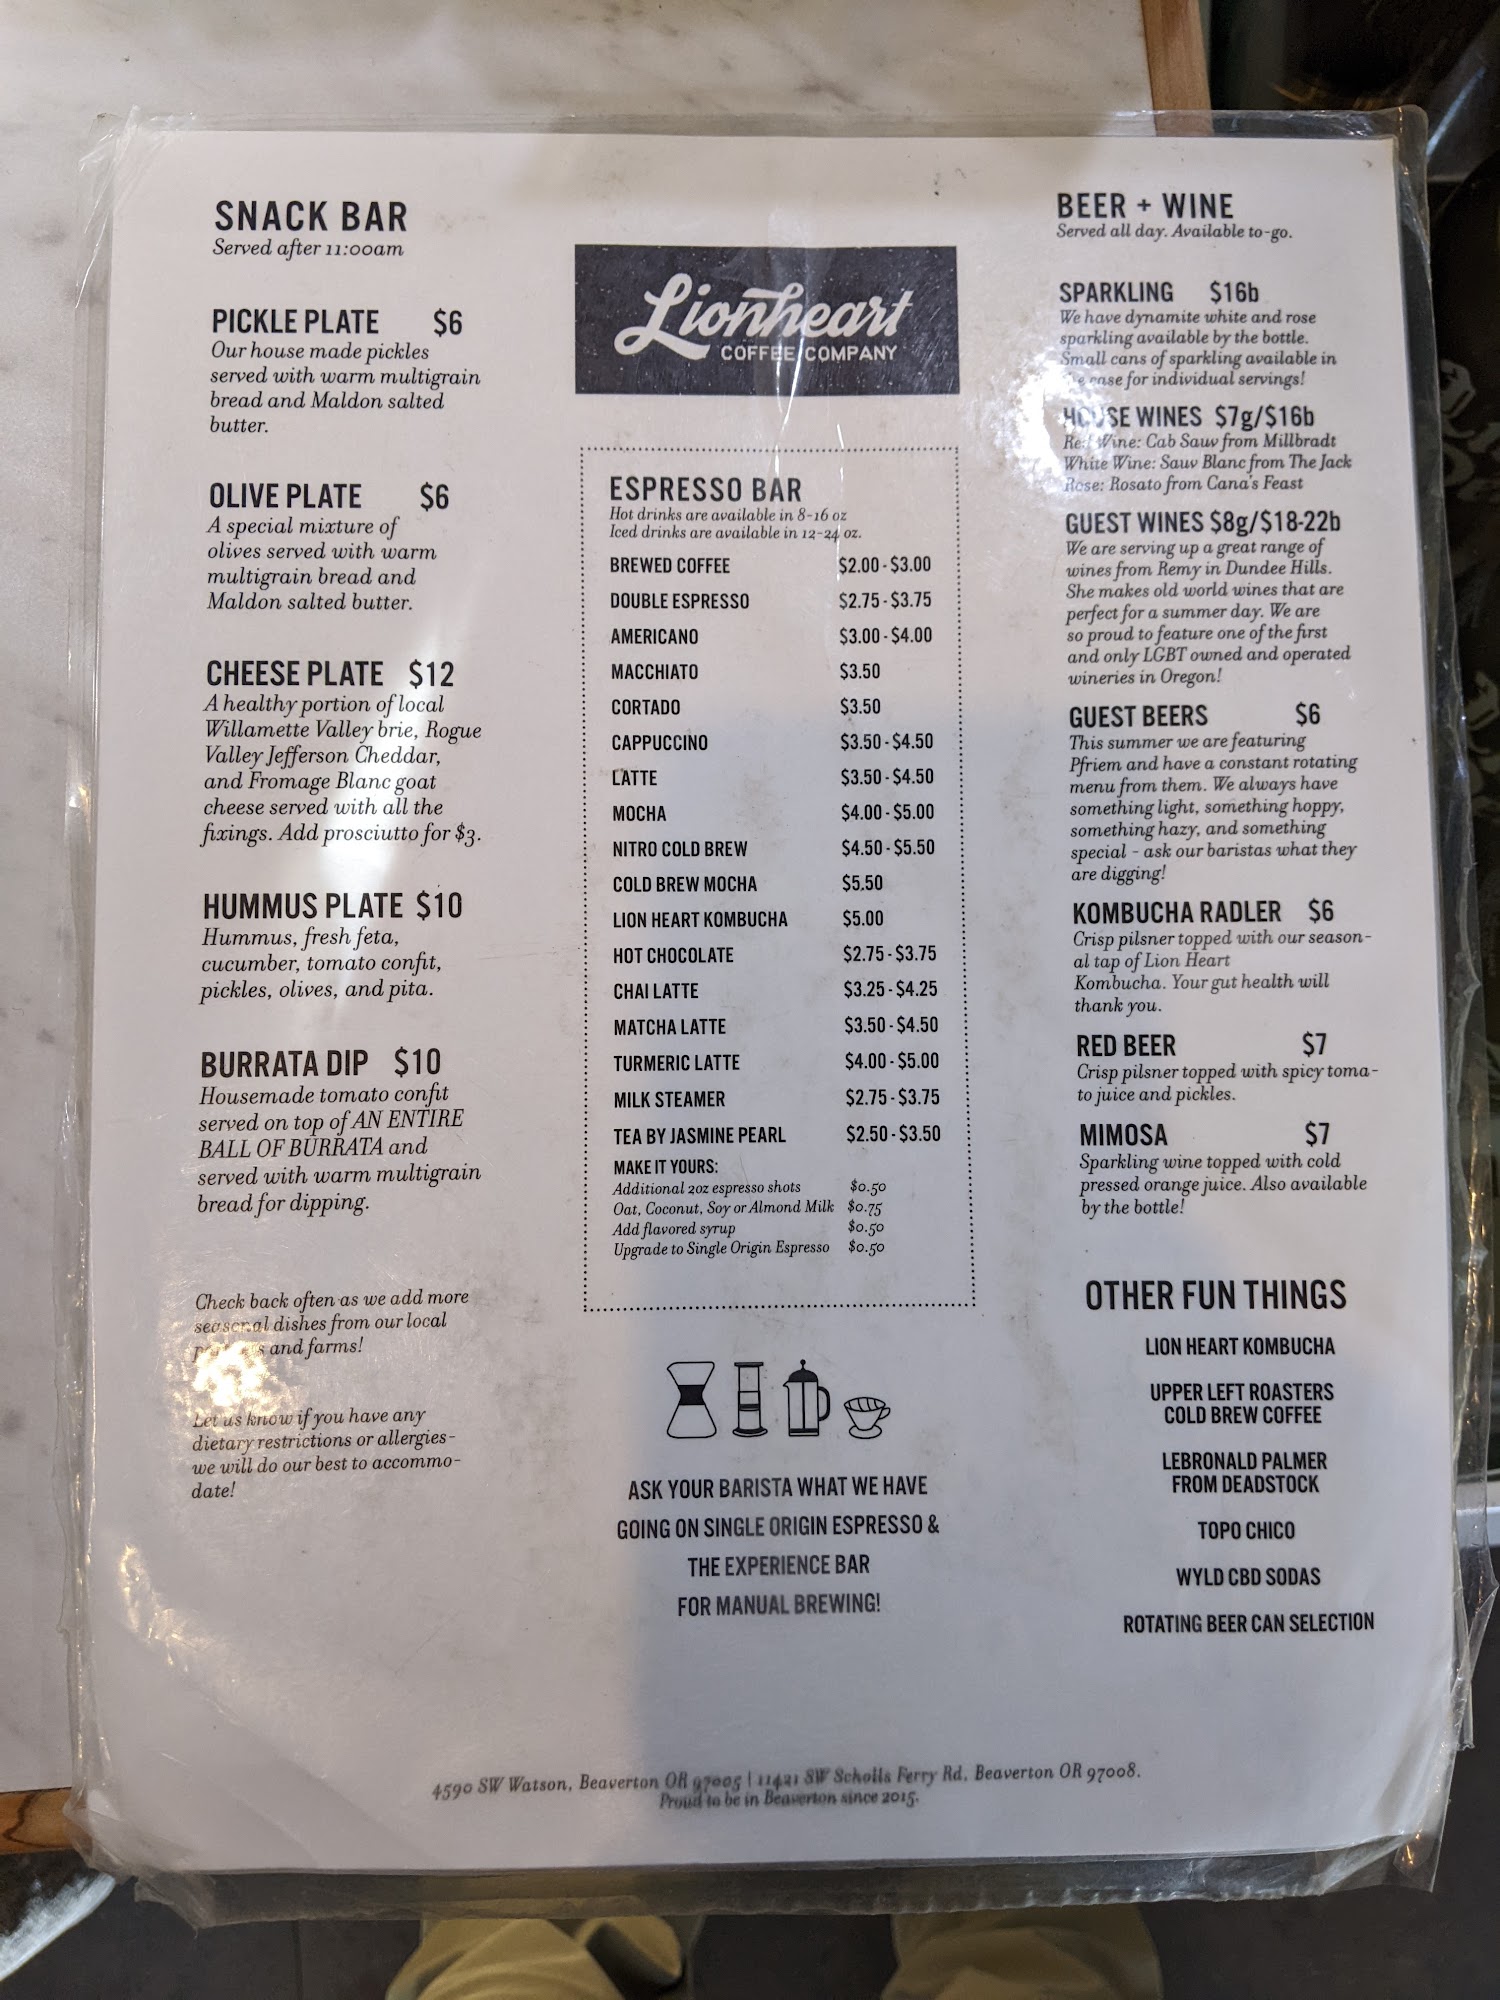 SNACK BAR
Served after 11:00am
PICKLE PLATE $6
Our house made pickles
served with warm multigrain
bread and Maldon salted
butter.
OLIVE PLATE $6
A special mixture of
olives served with warm
multigrain bread and
Maldon salted butter.
CHEESE PLATE $12
A healthy portion of local
Willamette Valley brie, Rogue
Valley Jefferson Cheddar,
and Fromage Blanc goat
cheese served with all the
fixings. Add prosciutto for $3.
HUMMUS PLATE $10
Hummus, fresh feta,
cucumber, tomato confit,
pickles, olives, and pita.
BURRATA DIP $10
Housemade tomato confit
served on top of AN ENTIRE
BALL OF BURRATA and
served with warm multigrain
bread for dipping.
Check back often as we add more
seasonal dishes from our local
and farms!
Let us know if you have any
dietary restrictions or allergies-
we will do our best to accommo-
date!
Lionheart
COFFEE COMPANY
ESPRESSO BAR
Hot drinks are available in 8-16 oz
Iced drinks are available in 12-24 oz.
BREWED COFFEE $2.00 - $3.00
DOUBLE ESPRESSO $2.75 - $3.75
AMERICANO $3.00 - $4.00
MACCHIATO $3.50
CORTADO $3.50
CAPPUCCINO $3.50 - $4.50
LATTE $3.50 - $4.50
MOCHA $4.00 - $5.00
NITRO COLD BREW $4.50 - $5.50
COLD BREW MOCHA $5.50
LION HEART KOMBUCHA $5.00
HOT CHOCOLATE $2.75 - $3.75
CHAI LATTE $3.25 - $4.25
MATCHA LATTE $3.50 - $4.50
TURMERIC LATTE $4.00 - $5.00
MILK STEAMER $2.75 - $3.75
TEA BY JASMINE PEARL $2.50 - $3.50
MAKE IT YOURS:
Additional 2oz espresso shots $0.50
Oat, Coconut, Soy or Almond Milk $0.75
Add flavored syrup $0.50
Upgrade to Single Origin Espresso $0.50
ASK YOUR BARISTA WHAT WE HAVE
GOING ON SINGLE ORIGIN ESPRESSO &
THE EXPERIENCE BAR
FOR MANUAL BREWING!
BEER + WINE
Served all day. Available to-go.
SPARKLING $16b
We have dynamite white and rose
sparkling available by the bottle.
Small cans of sparkling available in
the case for individual servings!
HOUSE WINES $7g/$16b
Red Wine: Cab Sauv from Millbradt
White Wine: Sauv Blanc from The Jack
Rose: Rosato from Cana's Feast
GUEST WINES $8g/$18-22b
We are serving up a great range of
wines from Remy in Dundee Hills.
She makes old world wines that are
perfect for a summer day. We are
so proud to feature one of the first
and only LGBT owned and operated
wineries in Oregon!
GUEST BEERS $6
This summer we are featuring
Pfriem and have a constant rotating
menu from them. We always have
something light, something hoppy,
something hazy, and something
special - ask our baristas what they
are digging!
KOMBUCHA RADLER $6
Crisp pilsner topped with our season-
al tap of Lion Heart
Kombucha. Your gut health will
thank you.
RED BEER $7
Crisp pilsner topped with spicy toma-
to juice and pickles.
MIMOSA $7
Sparkling wine topped with cold
pressed orange juice. Also available
by the bottle!
OTHER FUN THINGS
LION HEART KOMBUCHA
UPPER LEFT ROASTERS
COLD BREW COFFEE
LEBRONALD PALMER
FROM DEADSTOCK
TOPO CHICO
WYLD CBD SODAS
ROTATING BEER CAN SELECTION
4590 SW Watson, Beaverton OR 97005 | 11421 SW Scholls Ferry Rd, Beaverton OR 97008.
Proud to be in Beaverton since 2015.